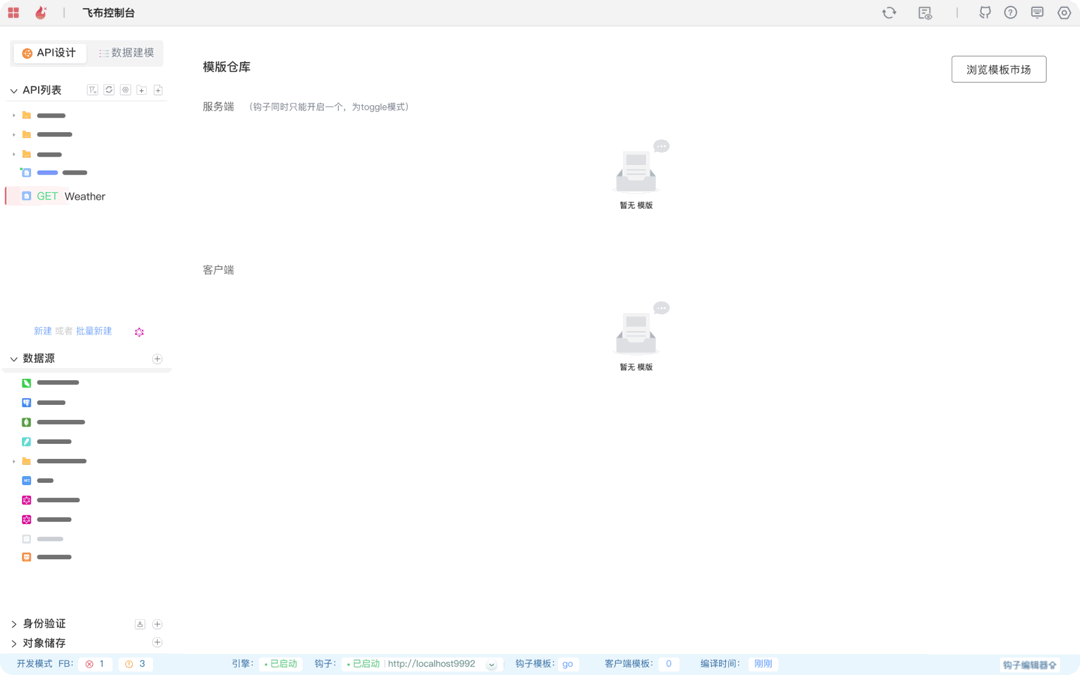 飞布控制台
API设计 数据建模
API列表
GET Weather
新建 或者 批量新建
数据源
身份验证
对象储存
模版仓库
浏览模板市场
服务端 （钩子同时只能开启一个，为toggle模式）
暂无 模版
客户端
暂无 模版
开发模式 FB: 1 3 引擎: 已启动 钩子: 已启动 http://localhost9992 钩子模板: go 客户端模板: 0 编译时间: 刚刚 钩子编辑器